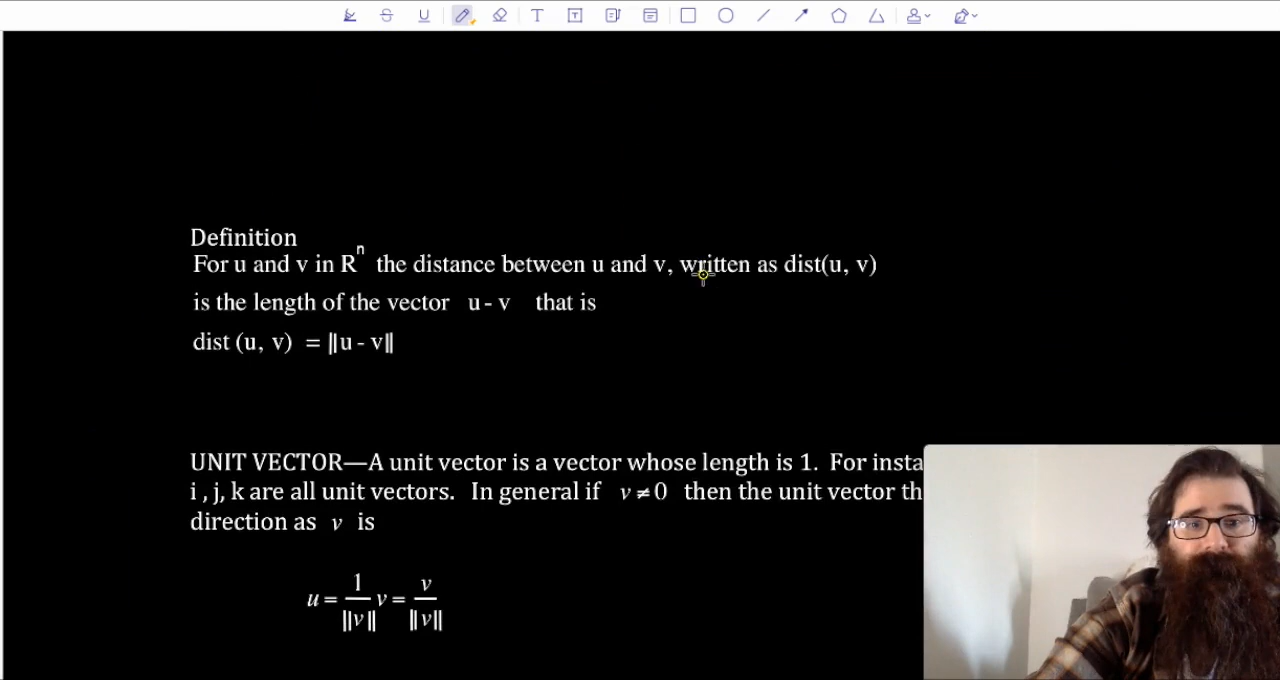 Definition
For u and v in Rⁿ the distance between u and v, written as dist(u, v)
is the length of the vector u - v that is
dist (u, v) = ||u - v||
UNIT VECTOR—A unit vector is a vector whose length is 1. For insta
i , j, k are all unit vectors. In general if v ≠ 0 then the unit vector th
direction as v is
u = 1/||v|| v = v/||v||